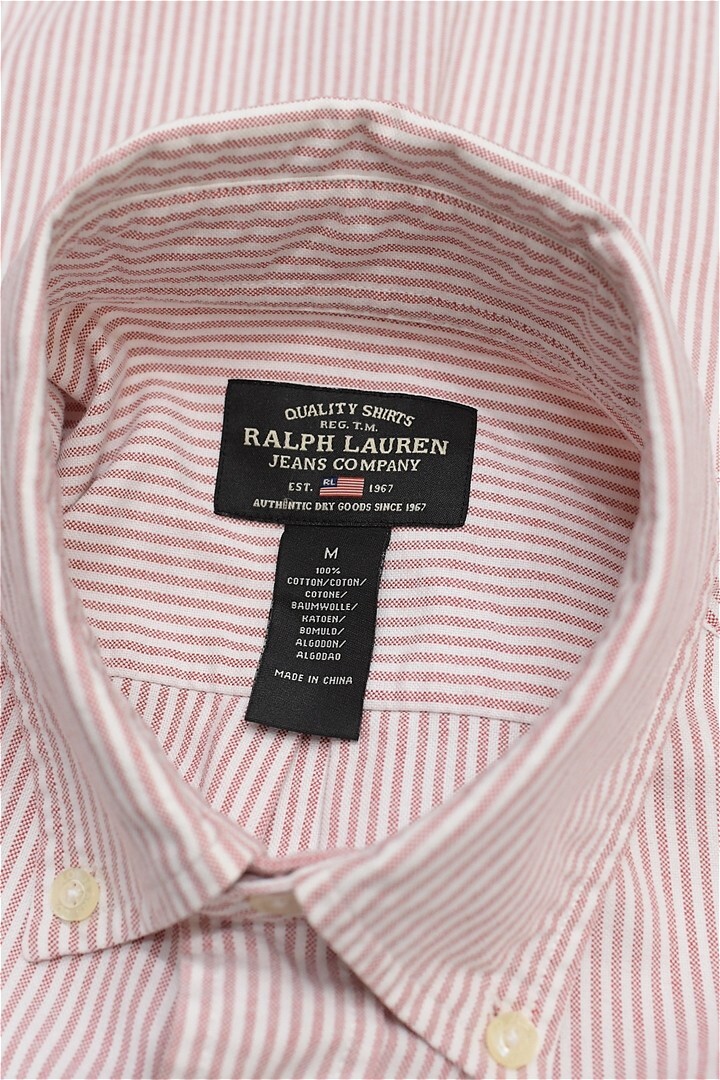 QUALITY SHIRTS
REG. T.M.
RALPH LAUREN
JEANS COMPANY
EST. RL 1967
AUTHENTIC DRY GOODS SINCE 1967
M
100%
COTTON/COTON/
COTONE/
BAUMWOLLE/
KATOEN/
BOMULD/
ALGODON/
ALGODAO
MADE IN CHINA